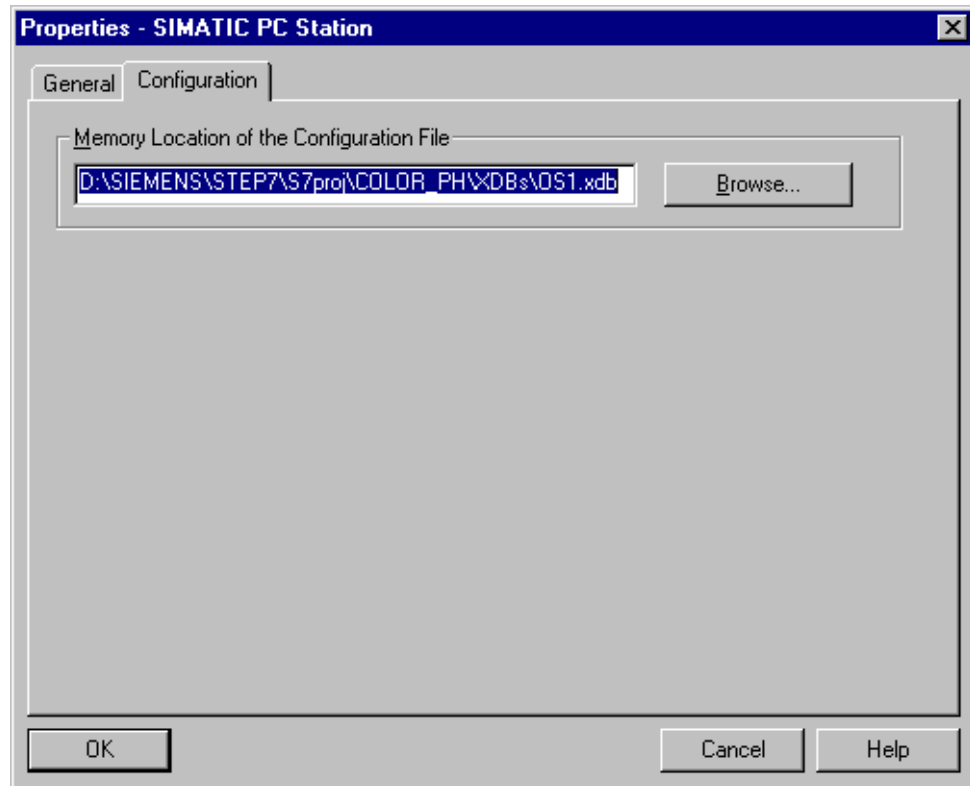 Properties - SIMATIC PC Station
General Configuration
Memory Location of the Configuration File
D:\SIEMENS\STEP7\S7proj\COLOR_PH\XDBs\OS1.xdb Browse...
OK Cancel Help